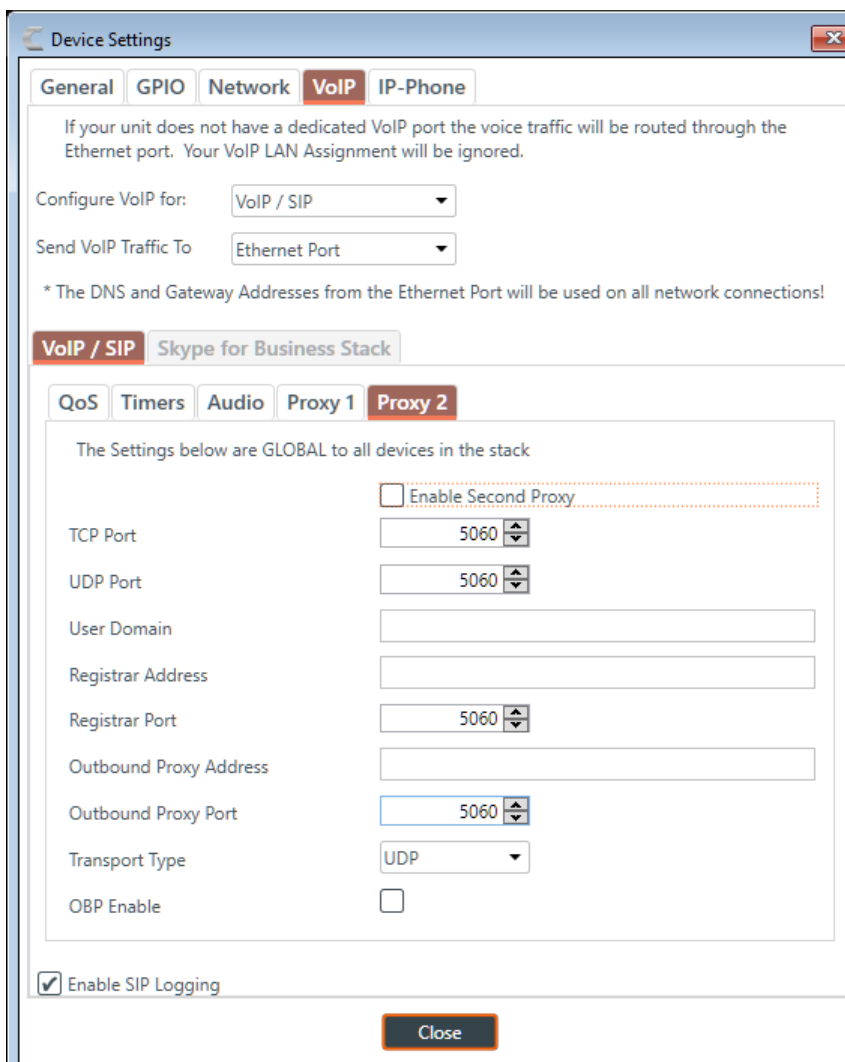 Device Settings
General GPIO Network VoIP IP-Phone
If your unit does not have a dedicated VoIP port the voice traffic will be routed through the
Ethernet port. Your VoIP LAN Assignment will be ignored.
Configure VoIP for: VoIP / SIP
Send VoIP Traffic To Ethernet Port
* The DNS and Gateway Addresses from the Ethernet Port will be used on all network connections!
VoIP / SIP Skype for Business Stack
QoS Timers Audio Proxy 1 Proxy 2
The Settings below are GLOBAL to all devices in the stack
Enable Second Proxy
TCP Port 5060
UDP Port 5060
User Domain
Registrar Address
Registrar Port 5060
Outbound Proxy Address
Outbound Proxy Port 5060
Transport Type UDP
OBP Enable
Enable SIP Logging
Close